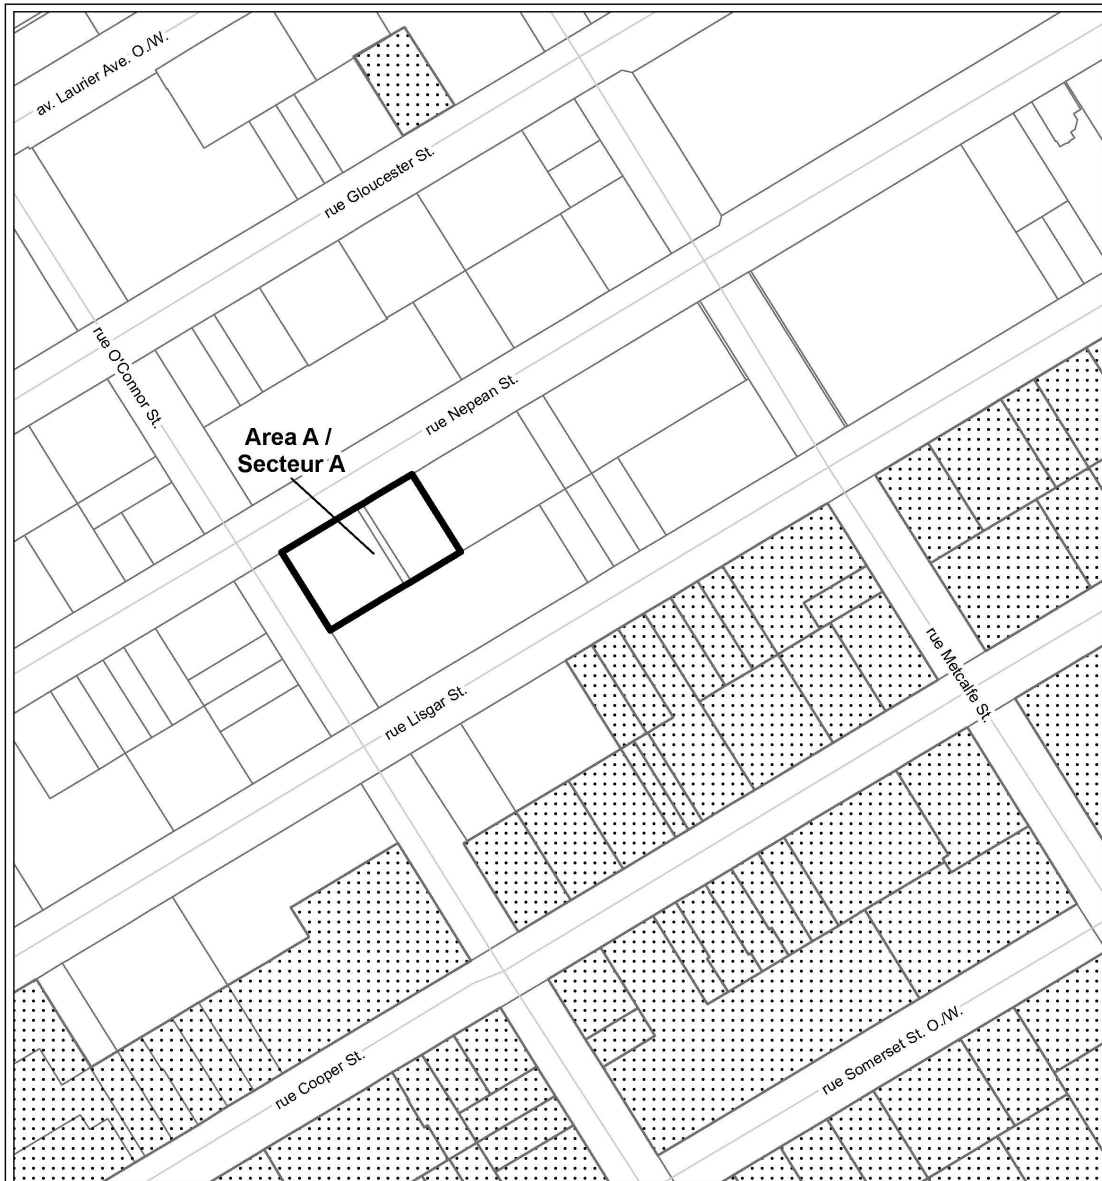 av. Laurier Ave. O./W.
rue Gloucester St.
rue O'Connor St.
rue Nepean St.
Area A /
Secteur A
rue Lisgar St.
rue Metcalfe St.
rue Somerset St. O./W.
rue Cooper St.